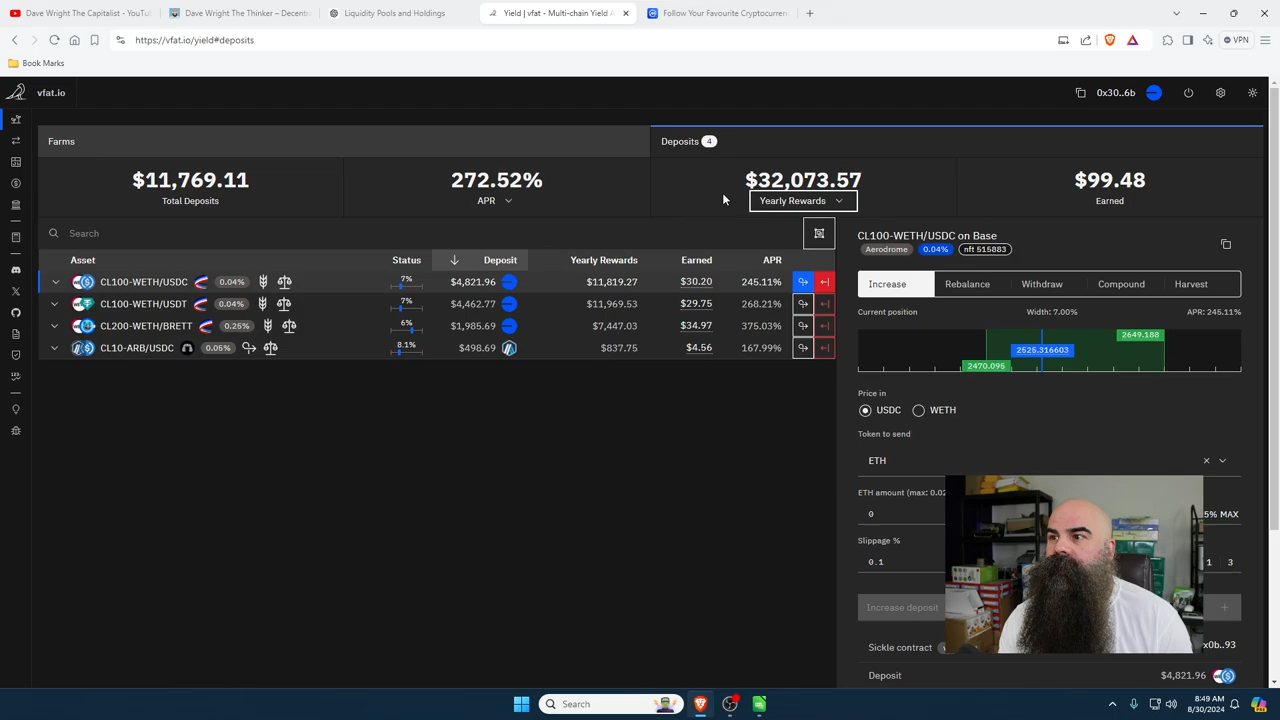 Dave Wright The Capitalist - YouTub
Dave Wright The Thinker – Decentr
Liquidity Pools and Holdings
Yield | vfat - Multi-chain Yield A
Follow Your Favourite Cryptocurren
https://vfat.io/yield#deposits
VPN
Book Marks
vfat.io
0x30..6b
Farms
Deposits 4
$11,769.11
272.52%
$32,073.57
$99.48
Total Deposits
APR
Yearly Rewards
Earned
Search
Asset
Status
Deposit
Yearly Rewards
Earned
APR
CL100-WETH/USDC 0.04% 7% $4,821.96 $11,819.27 $30.20 245.11%
CL100-WETH/USDT 0.04% 7% $4,462.77 $11,969.53 $29.75 268.21%
CL200-WETH/BRETT 0.25% 6% $1,985.69 $7,447.03 $34.97 375.03%
CL10-ARB/USDC 0.05% 8.1% $498.69 $837.75 $4.56 167.99%
CL100-WETH/USDC on Base
Aerodrome 0.04% nft 515883
Increase
Rebalance
Withdraw
Compound
Harvest
Current position
Width: 7.00%
APR: 245.11%
2649.188
2525.316603
2470.095
Price in
USDC
WETH
Token to send
ETH
ETH amount (max: 0.02
0
5% MAX
Slippage %
0.1
1
3
Increase deposit
Sickle contract
x0b..93
Deposit
$4,821.96
Search
8:49 AM
8/30/2024